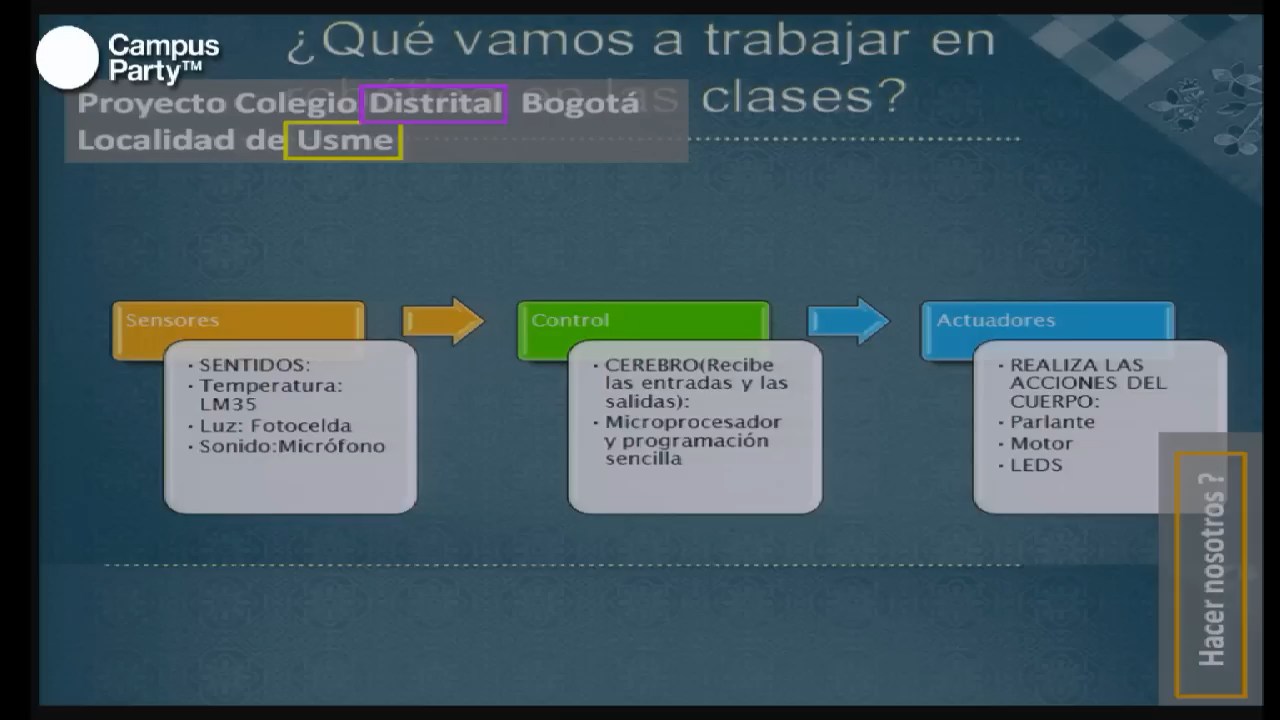 Campus
Party™
¿Qué vamos a trabajar en
clases?
Proyecto Colegio Distrital Bogotá
Localidad de Usme
Sensores
· SENTIDOS:
· Temperatura:
LM35
· Luz: Fotocelda
· Sonido:Micrófono
Control
· CEREBRO(Recibe
las entradas y las
salidas):
· Microprocesador
y programación
sencilla
Actuadores
· REALIZA LAS
ACCIONES DEL
CUERPO:
· Parlante
· Motor
· LEDS
Hacer nosotros ?